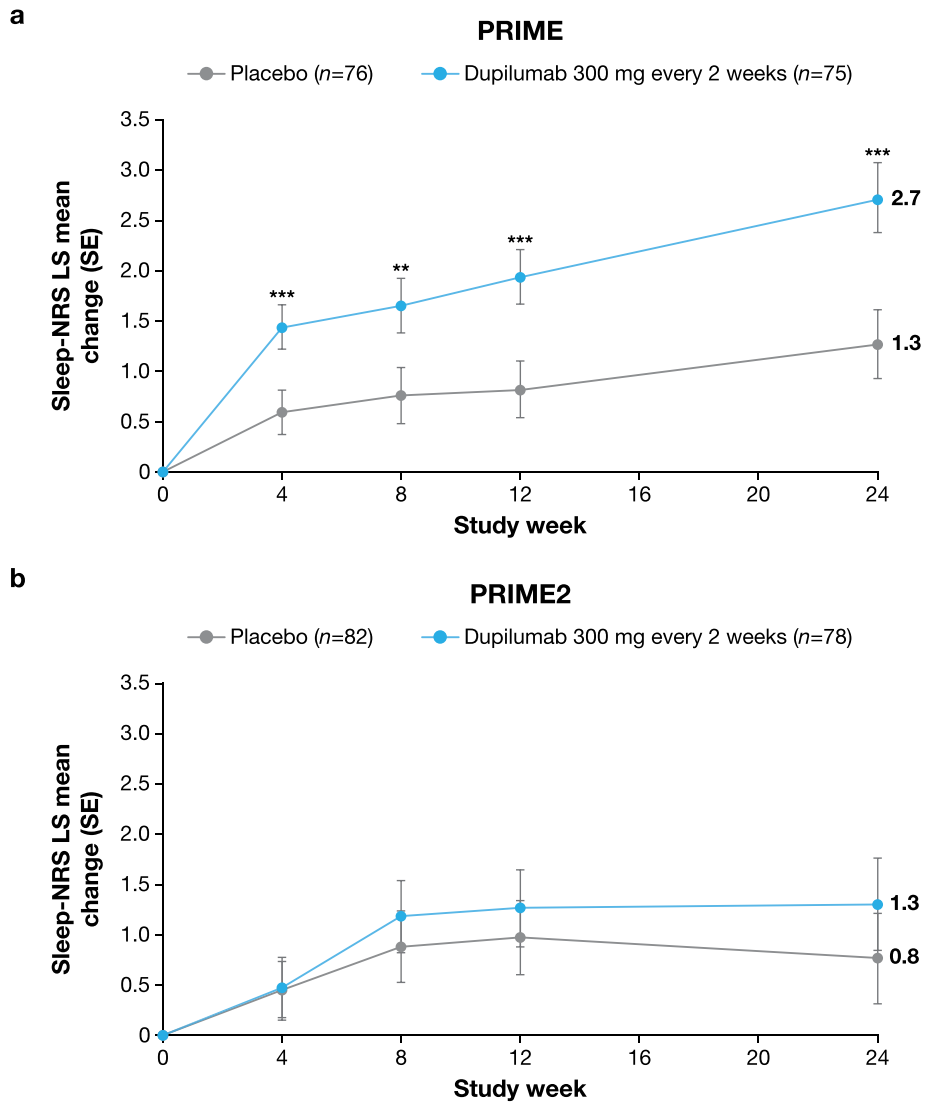 a
PRIME
Placebo (n=76)
Dupilumab 300 mg every 2 weeks (n=75)
Sleep-NRS LS mean
change (SE)
3.5
3.0
2.5
2.0
1.5
1.0
0.5
0
***
**
***
***
2.7
1.3
0 4 8 12 16 20 24
Study week
b
PRIME2
Placebo (n=82)
Dupilumab 300 mg every 2 weeks (n=78)
Sleep-NRS LS mean
change (SE)
3.5
3.0
2.5
2.0
1.5
1.0
0.5
0
1.3
0.8
0 4 8 12 16 20 24
Study week